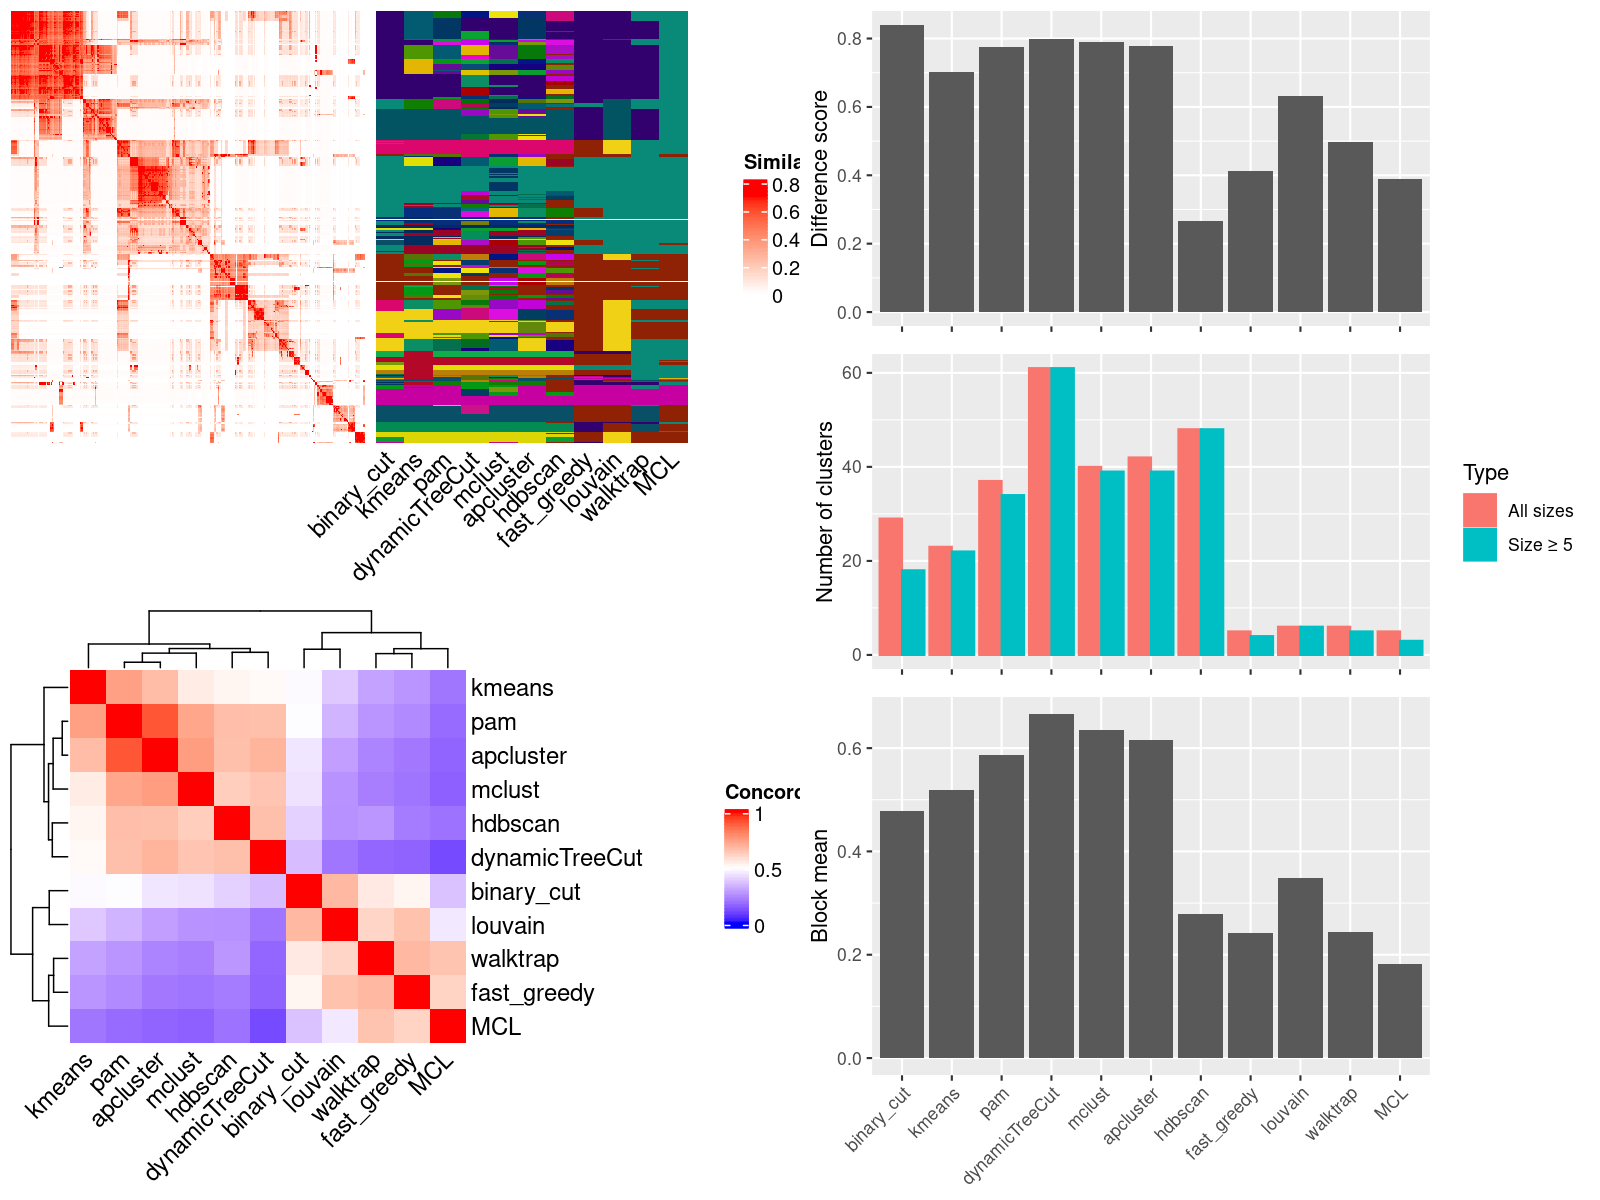 Simila
0.8
0.6
0.4
0.2
0
binary_cut
kmeans
pam
dynamicTreeCut
mclust
apcluster
hdbscan
fast_greedy
louvain
walktrap
MCL
kmeans
pam
apcluster
mclust
hdbscan
dynamicTreeCut
binary_cut
louvain
walktrap
fast_greedy
MCL
kmeans
pam
apcluster
mclust
hdbscan
dynamicTreeCut
binary_cut
louvain
walktrap
fast_greedy
MCL
Concord
1
0.5
0
Difference score
0.8
0.6
0.4
0.2
0.0
Number of clusters
60
40
20
0
Type
All sizes
Size ≥ 5
Block mean
0.6
0.4
0.2
0.0
binary_cut
kmeans
pam
dynamicTreeCut
mclust
apcluster
hdbscan
fast_greedy
louvain
walktrap
MCL